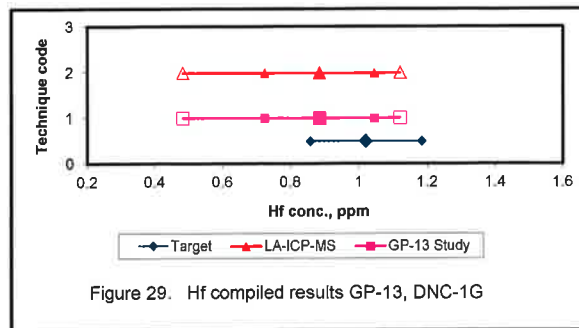 3
2
1
0
Technique code
0.2 0.4 0.6 0.8 1 1.2 1.4 1.6
Hf conc., ppm
Target LA-ICP-MS GP-13 Study
Figure 29. Hf compiled results GP-13, DNC-1G